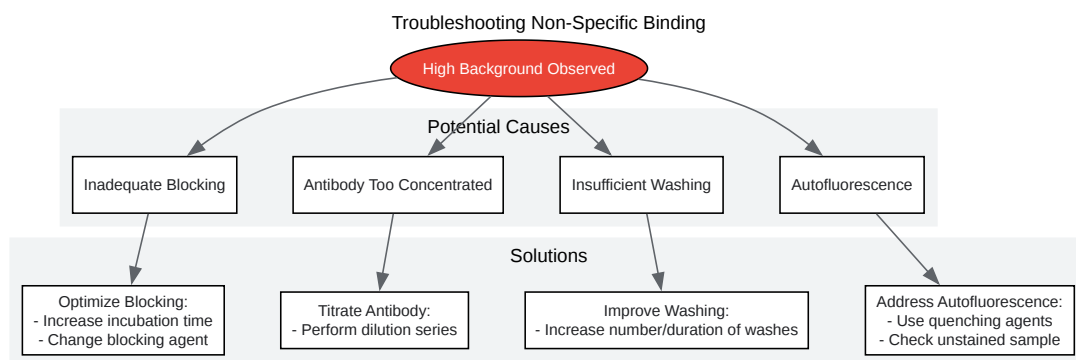 Troubleshooting Non-Specific Binding
High Background Observed
Potential Causes
Inadequate Blocking
Antibody Too Concentrated
Insufficient Washing
Autofluorescence
Solutions
Optimize Blocking:
- Increase incubation time
- Change blocking agent
Titrate Antibody:
- Perform dilution series
Improve Washing:
- Increase number/duration of washes
Address Autofluorescence:
- Use quenching agents
- Check unstained sample